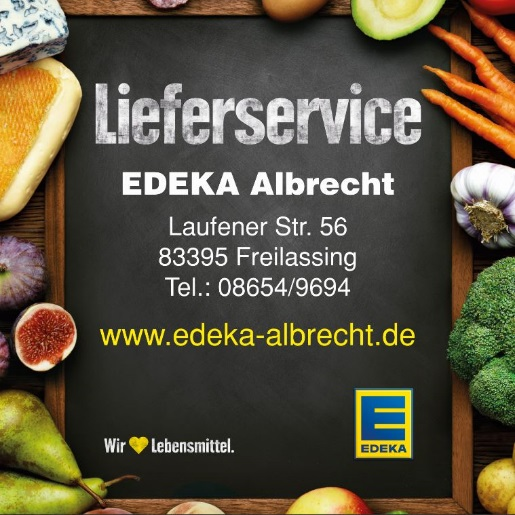 Lieferservice
EDEKA Albrecht
Laufener Str. 56
83395 Freilassing
Tel.: 08654/9694
www.edeka-albrecht.de
Wir 💛 Lebensmittel.
E
EDEKA